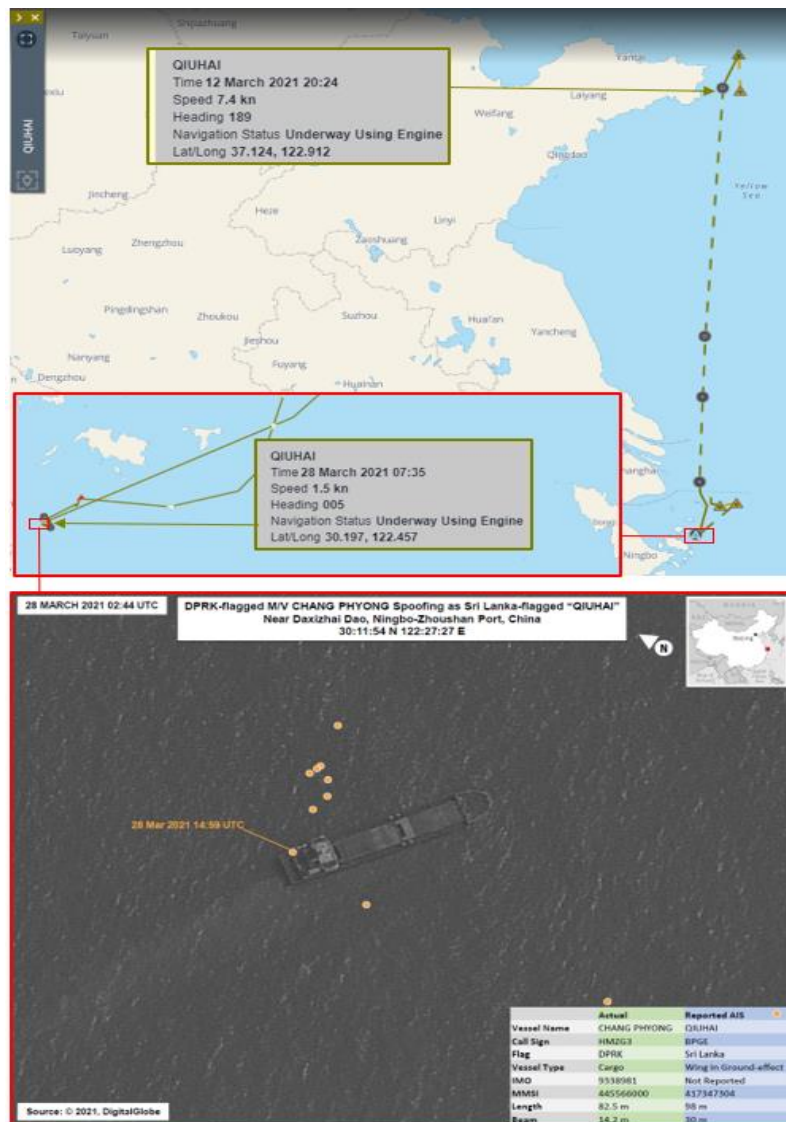 QIUHAI
Taiyuan
Shijiazhuang
Yantai
Laiyang
Weifang
Qingdao
QIUHAI
Time 12 March 2021 20:24
Speed 7.4 kn
Heading 189
Navigation Status Underway Using Engine
Lat/Long 37.124, 122.912
Yellow
Sea
Jincheng
Heze
Linyi
Luoyang
Zhengzhou
Zaozhuang
Pingdingshan
Zhoukou
Suzhou
Huai'an
Yancheng
Jieshou
Nanyang
Fuyang
Dengzhou
Huainan
QIUHAI
Time 28 March 2021 07:35
Speed 1.5 kn
Heading 005
Navigation Status Underway Using Engine
Lat/Long 30.197, 122.457
hanghai
Ningbo
28 MARCH 2021 02:44 UTC
DPRK-flagged M/V CHANG PHYONG Spoofing as Sri Lanka-flagged "QIUHAI"
Near Daxizhai Dao, Ningbo-Zhoushan Port, China
30:11:54 N 122:27:27 E
N
28 Mar 2021 14:59 UTC
Actual Reported AIS
Vessel Name CHANG PHYONG QIUHAI
Call Sign HMZG3 BPGE
Flag DPRK Sri Lanka
Vessel Type Cargo Wing in Ground-effect
IMO 9338981 Not Reported
MMSI 445566000 417347304
Length 82.5 m 98 m
Beam 14.2 m 30 m
Source: © 2021, DigitalGlobe